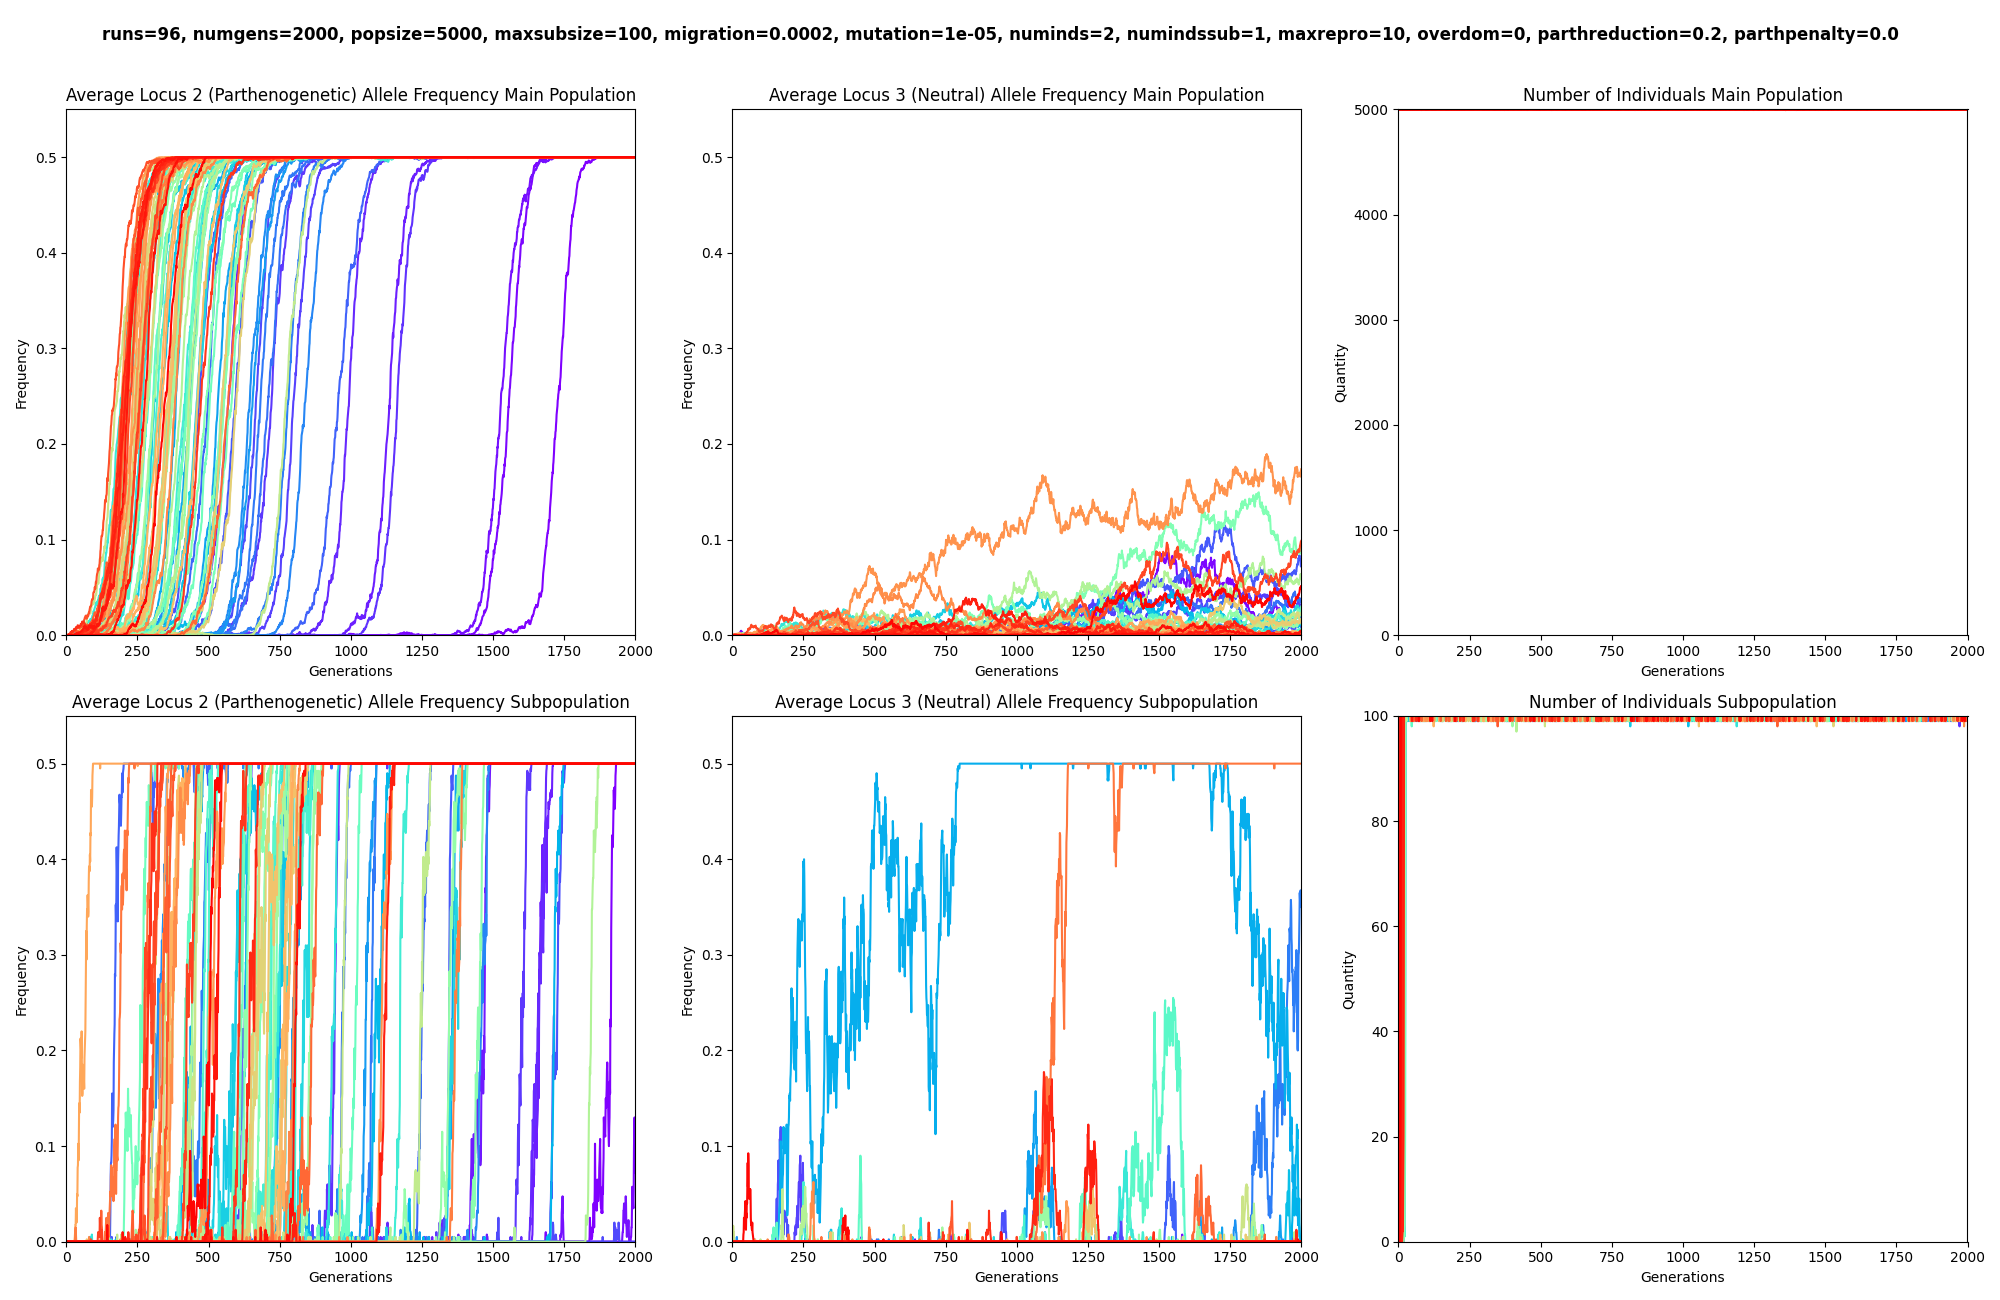 runs=96, numgens=2000, popsize=5000, maxsubsize=100, migration=0.0002, mutation=1e-05, numinds=2, numindssub=1, maxrepro=10, overdom=0, parthreduction=0.2, parthpenalty=0.0
Average Locus 2 (Parthenogenetic) Allele Frequency Main Population
Frequency
0.5
0.4
0.3
0.2
0.1
0.0
0 250 500 750 1000 1250 1500 1750 2000
Generations
Average Locus 3 (Neutral) Allele Frequency Main Population
Frequency
0.5
0.4
0.3
0.2
0.1
0.0
0 250 500 750 1000 1250 1500 1750 2000
Generations
Number of Individuals Main Population
Quantity
5000
4000
3000
2000
1000
0
0 250 500 750 1000 1250 1500 1750 2000
Generations
Average Locus 2 (Parthenogenetic) Allele Frequency Subpopulation
Frequency
0.5
0.4
0.3
0.2
0.1
0.0
0 250 500 750 1000 1250 1500 1750 2000
Generations
Average Locus 3 (Neutral) Allele Frequency Subpopulation
Frequency
0.5
0.4
0.3
0.2
0.1
0.0
0 250 500 750 1000 1250 1500 1750 2000
Generations
Number of Individuals Subpopulation
Quantity
100
80
60
40
20
0
0 250 500 750 1000 1250 1500 1750 2000
Generations